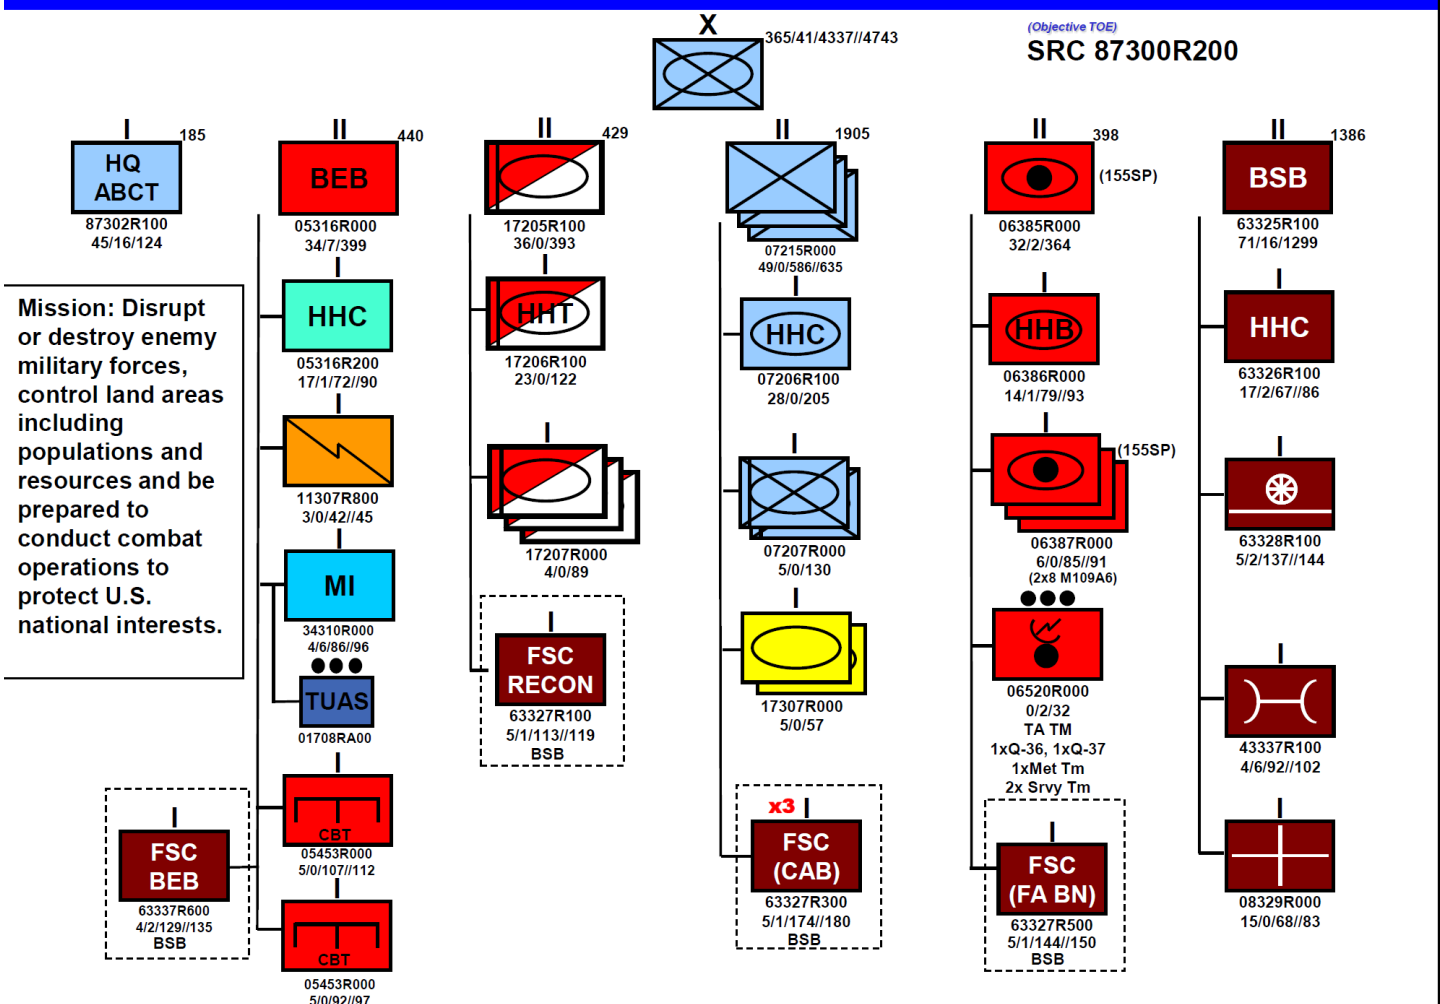 X
365/41/4337//4743
(Objective TOE)
SRC 87300R200
I
185
HQ
ABCT
87302R100
45/16/124
Mission: Disrupt
or destroy enemy
military forces,
control land areas
including
populations and
resources and be
prepared to
conduct combat
operations to
protect U.S.
national interests.
II
440
BEB
05316R000
34/7/399
I
HHC
05316R200
17/1/72//90
I
11307R800
3/0/42//45
I
MI
34310R000
4/6/86//96
TUAS
01708RA00
I
CBT
05453R000
5/0/107//112
I
FSC
BEB
63337R600
4/2/129//135
BSB
I
CBT
05453R000
5/0/92//97
II
429
17205R100
36/0/393
I
HHT
17206R100
23/0/122
I
17207R000
4/0/89
I
FSC
RECON
63327R100
5/1/113//119
BSB
II
1905
07215R000
49/0/586//635
I
HHC
07206R100
28/0/205
I
07207R000
5/0/130
I
17307R000
5/0/57
x3 I
FSC
(CAB)
63327R300
5/1/174//180
BSB
II
398
(155SP)
06385R000
32/2/364
I
HHB
06386R000
14/1/79//93
I
(155SP)
06387R000
6/0/85//91
(2x8 M109A6)
06520R000
0/2/32
TA TM
1xQ-36, 1xQ-37
1xMet Tm
2x Srvy Tm
I
FSC
(FA BN)
63327R500
5/1/144//150
BSB
II
1386
BSB
63325R100
71/16/1299
I
HHC
63326R100
17/2/67//86
I
63328R100
5/2/137//144
I
43337R100
4/6/92//102
I
08329R000
15/0/68//83